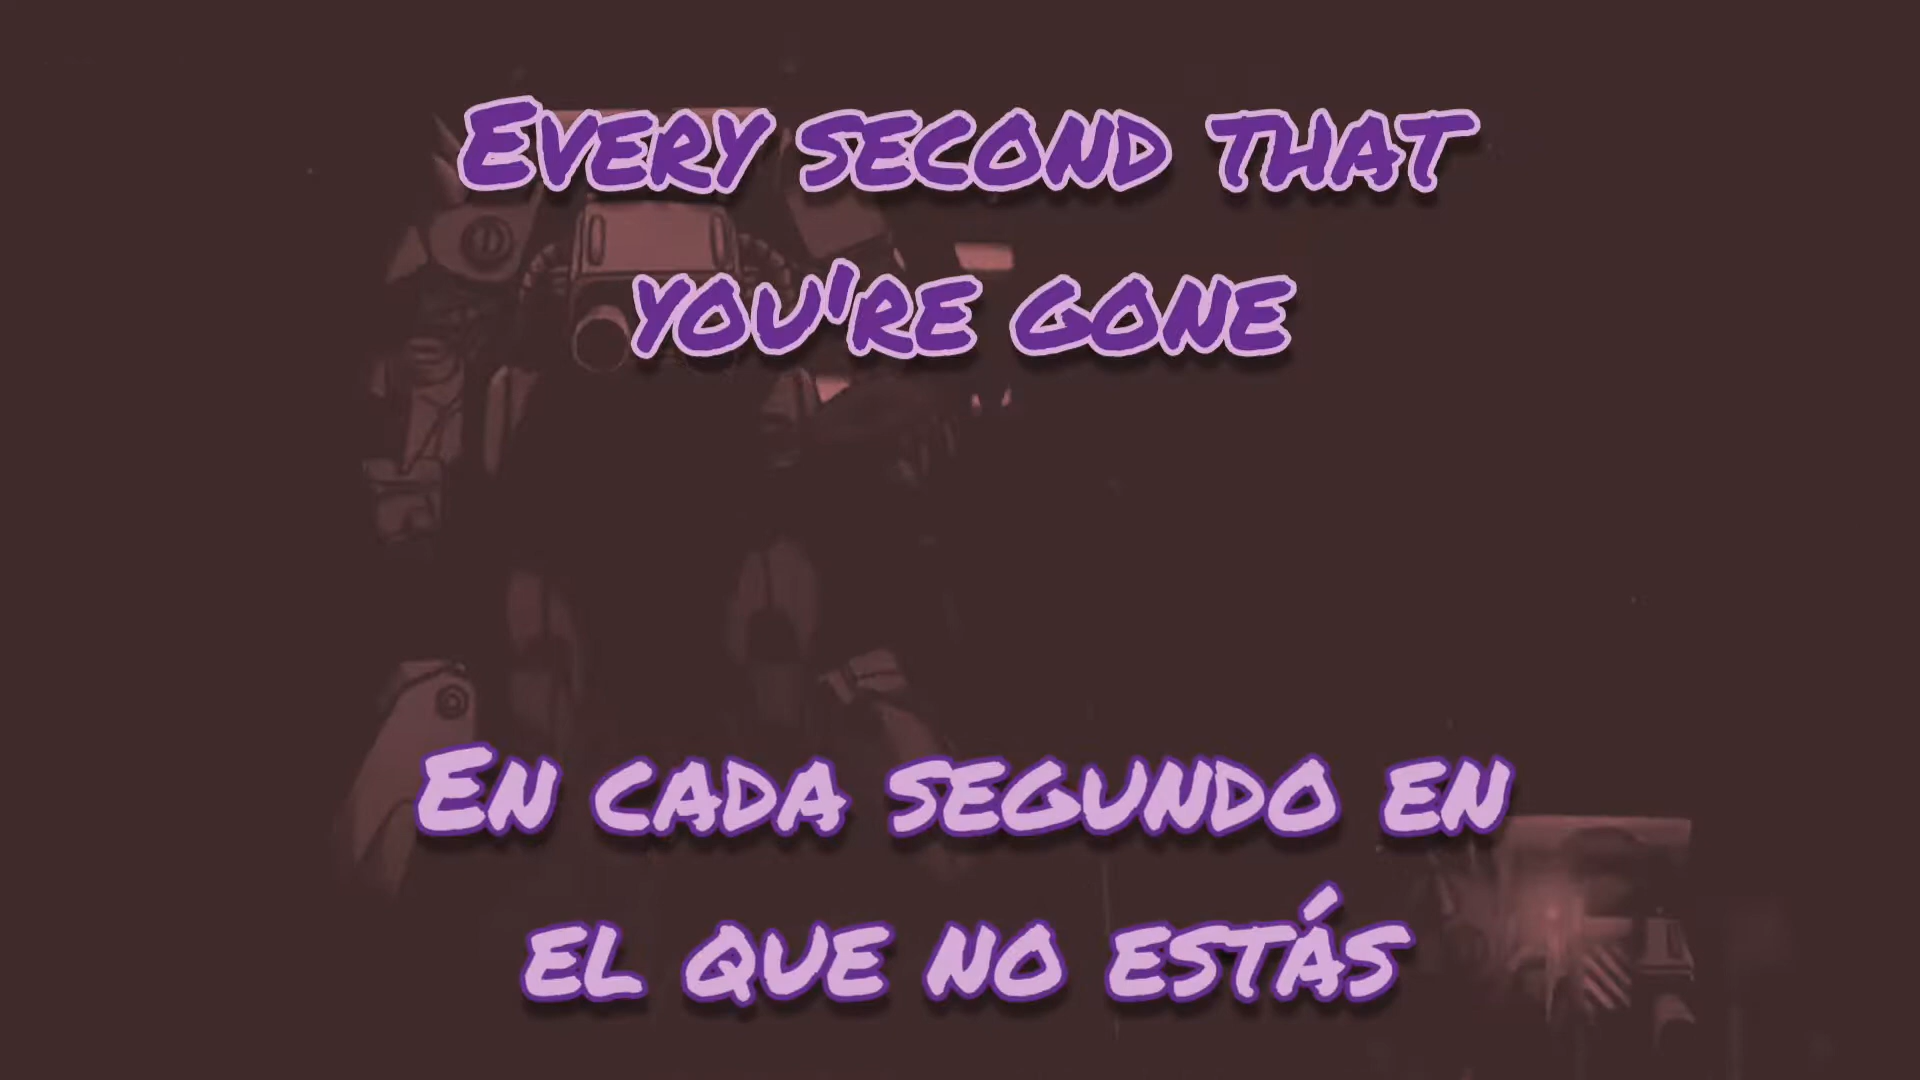 Every second that
you're gone
En cada segundo en
el que no estás